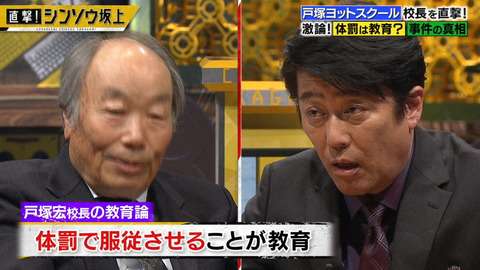 直撃!シンゾウ坂上
戸塚ヨットスクール校長を直撃!
激論!体罰は教育?事件の真相
戸塚宏校長の教育論
体罰で服従させることが教育